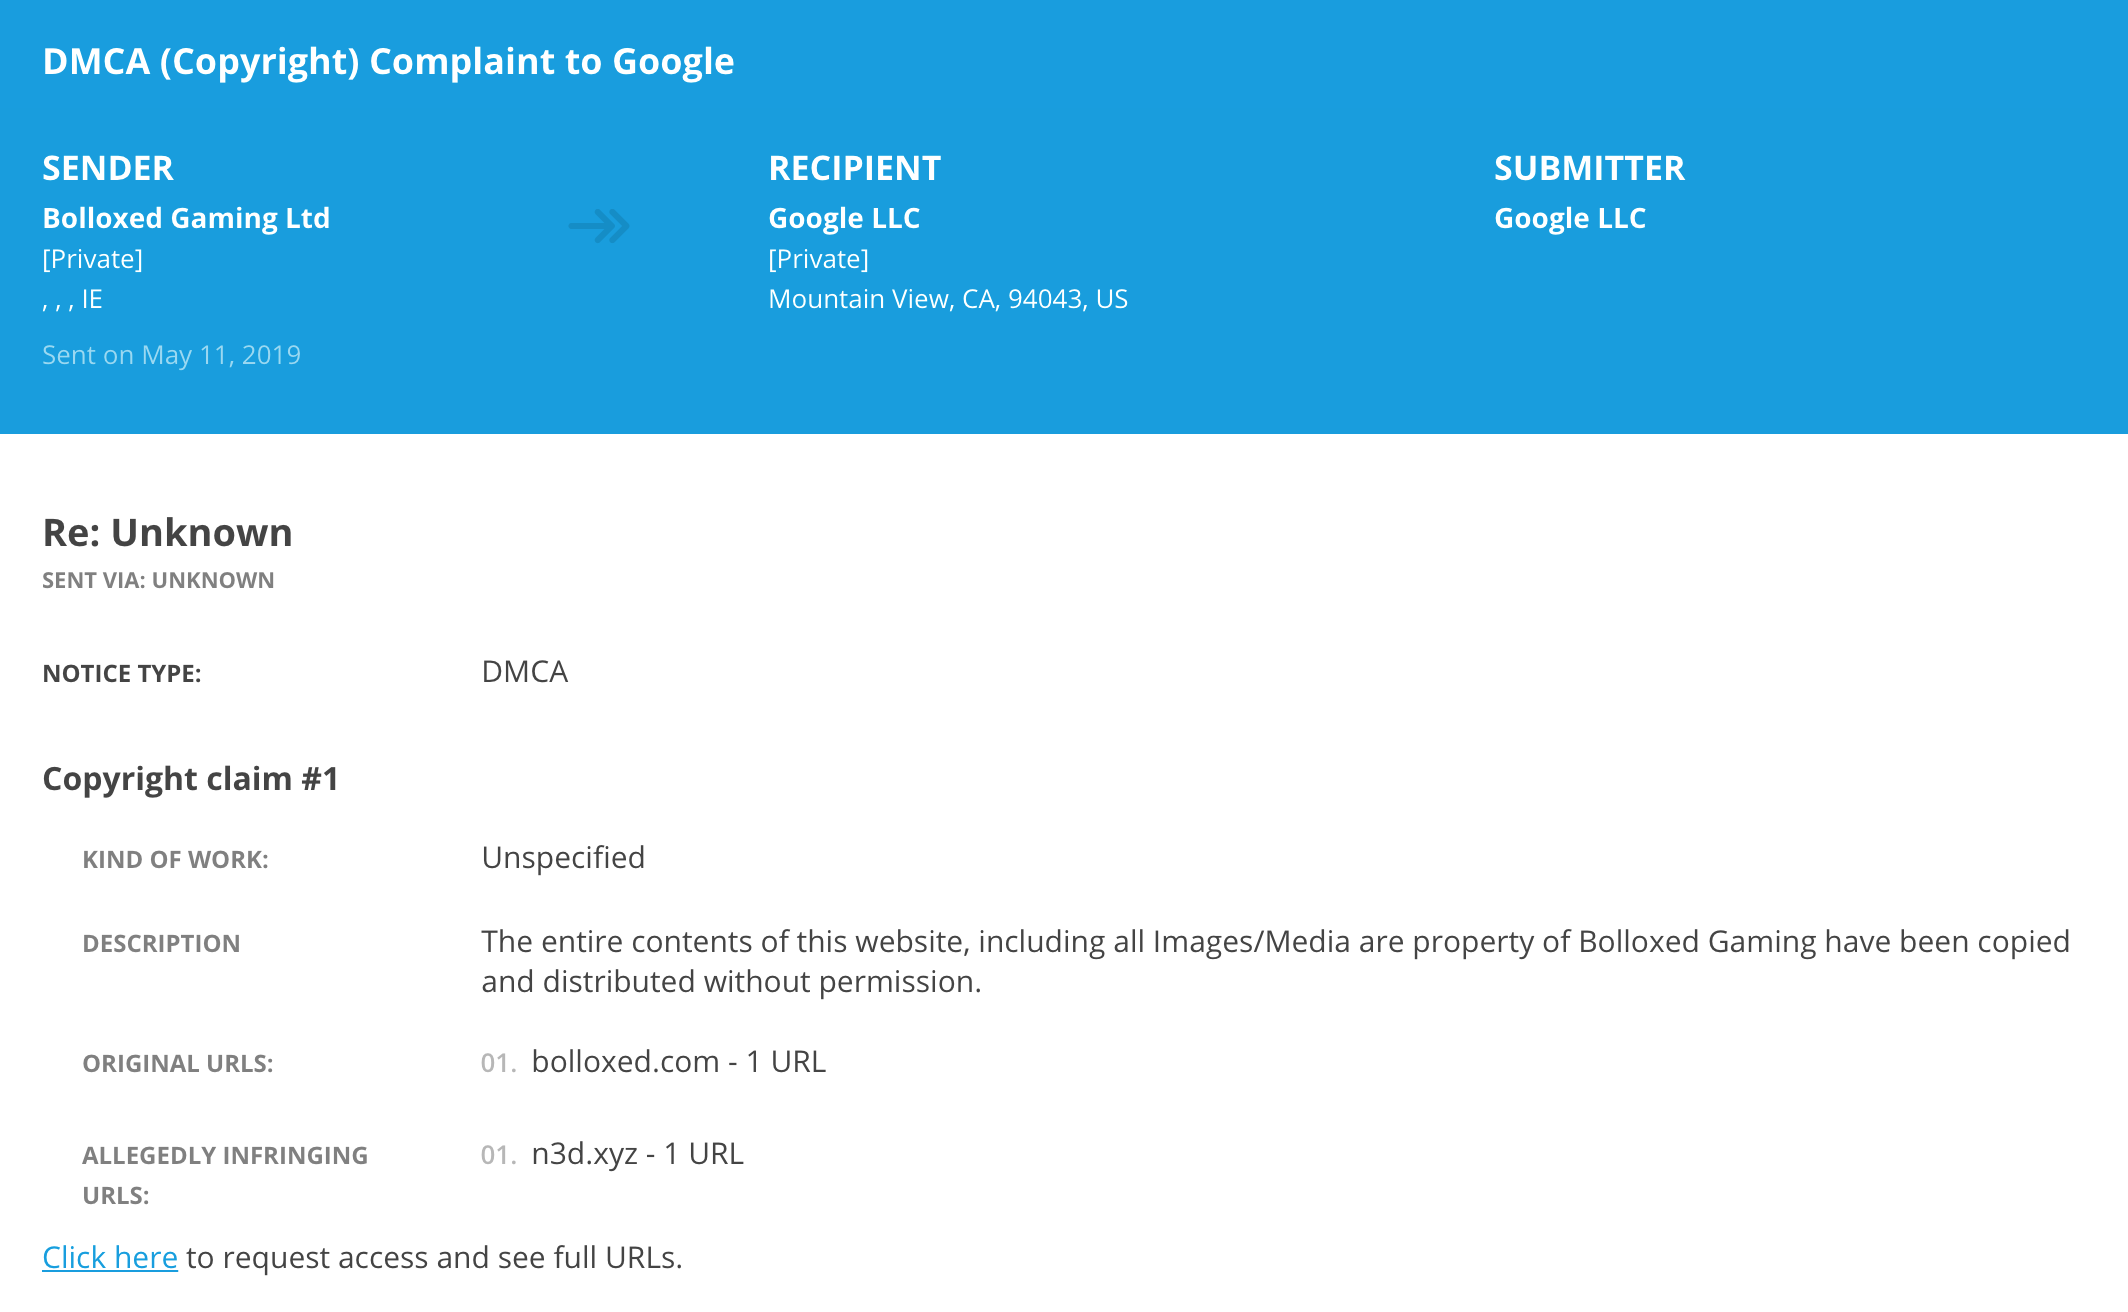 DMCA (Copyright) Complaint to Google
SENDER
Bolloxed Gaming Ltd
[Private]
, , , IE
Sent on May 11, 2019
RECIPIENT
Google LLC
[Private]
Mountain View, CA, 94043, US
SUBMITTER
Google LLC
Re: Unknown
SENT VIA: UNKNOWN
NOTICE TYPE: DMCA
Copyright claim #1
KIND OF WORK: Unspecified
DESCRIPTION The entire contents of this website, including all Images/Media are property of Bolloxed Gaming have been copied
and distributed without permission.
ORIGINAL URLS: 01. bolloxed.com - 1 URL
ALLEGEDLY INFRINGING 01. n3d.xyz - 1 URL
URLS:
Click here to request access and see full URLs.